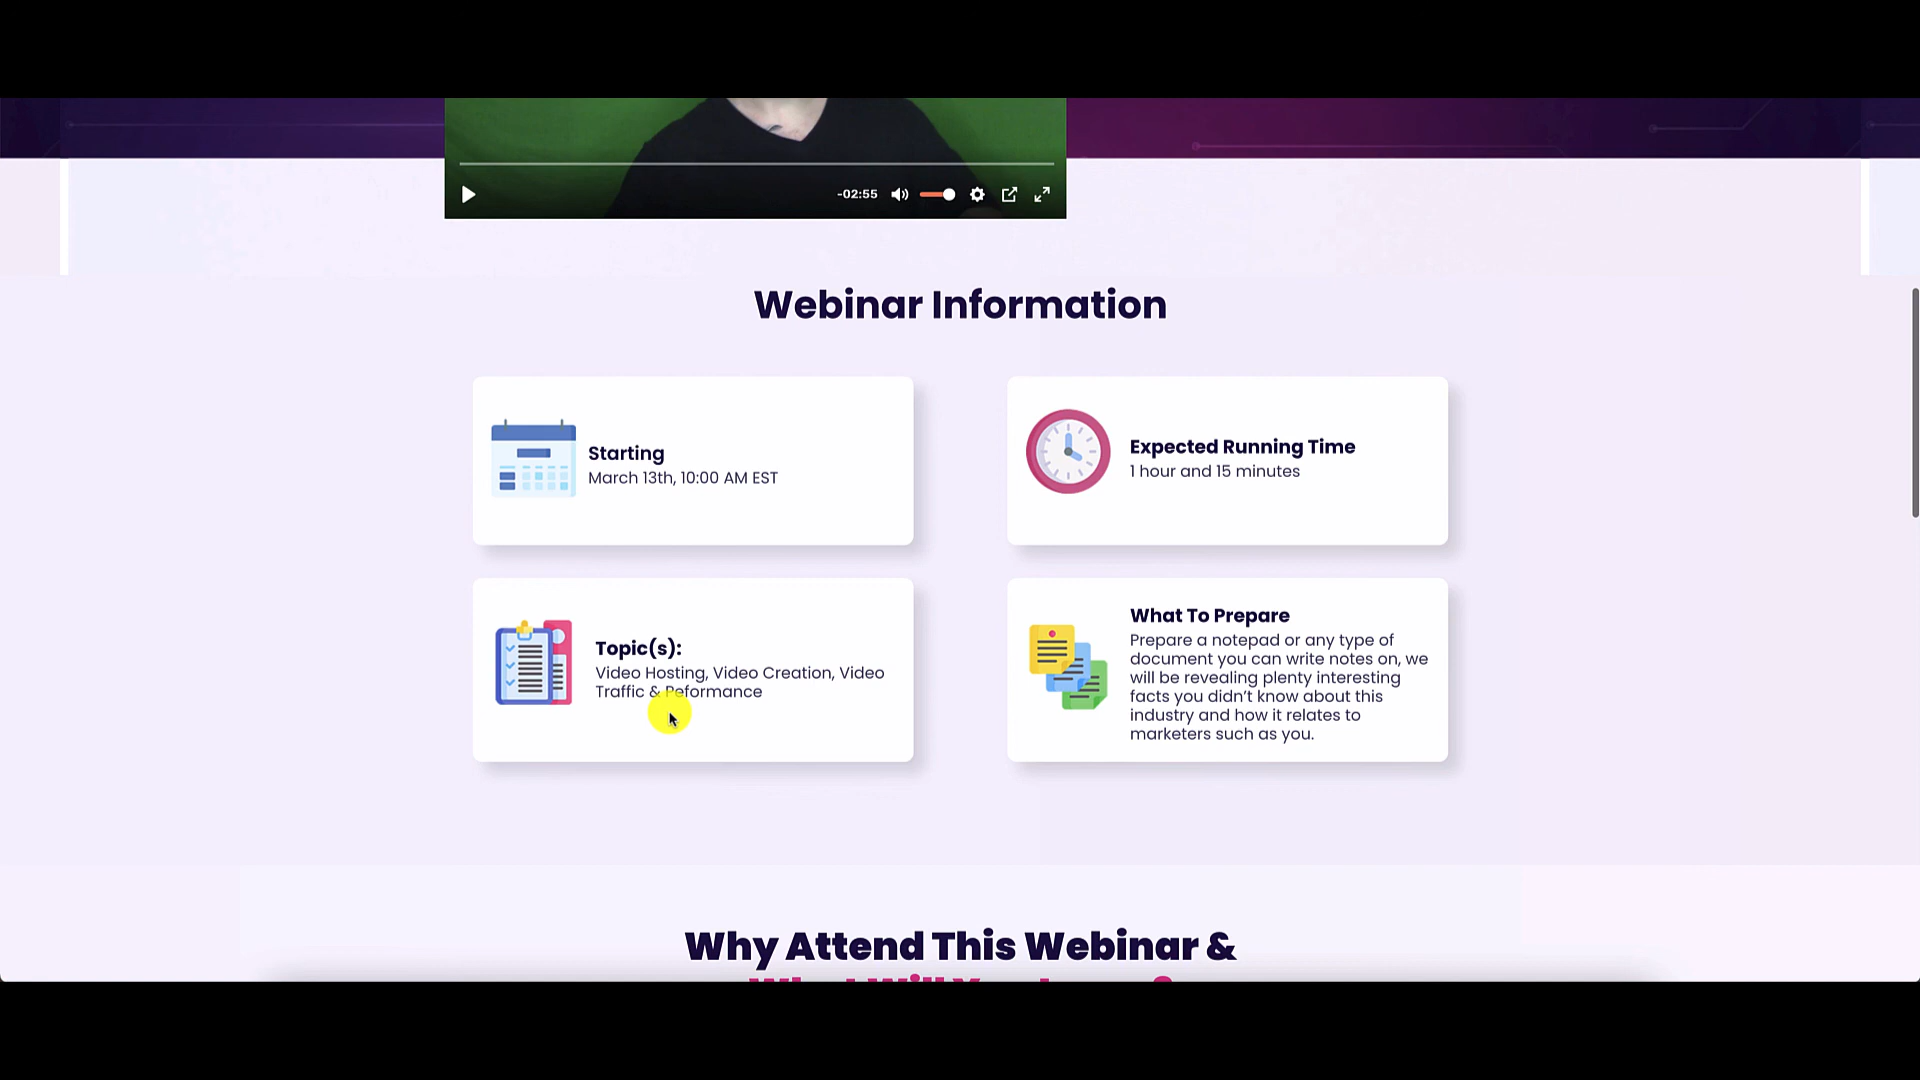 -02:55
Webinar Information
Starting
March 13th, 10:00 AM EST
Expected Running Time
1 hour and 15 minutes
Topic(s):
Video Hosting, Video Creation, Video
Traffic & Peformance
What To Prepare
Prepare a notepad or any type of
document you can write notes on, we
will be revealing plenty interesting
facts you didn't know about this
industry and how it relates to
marketers such as you.
Why Attend This Webinar &